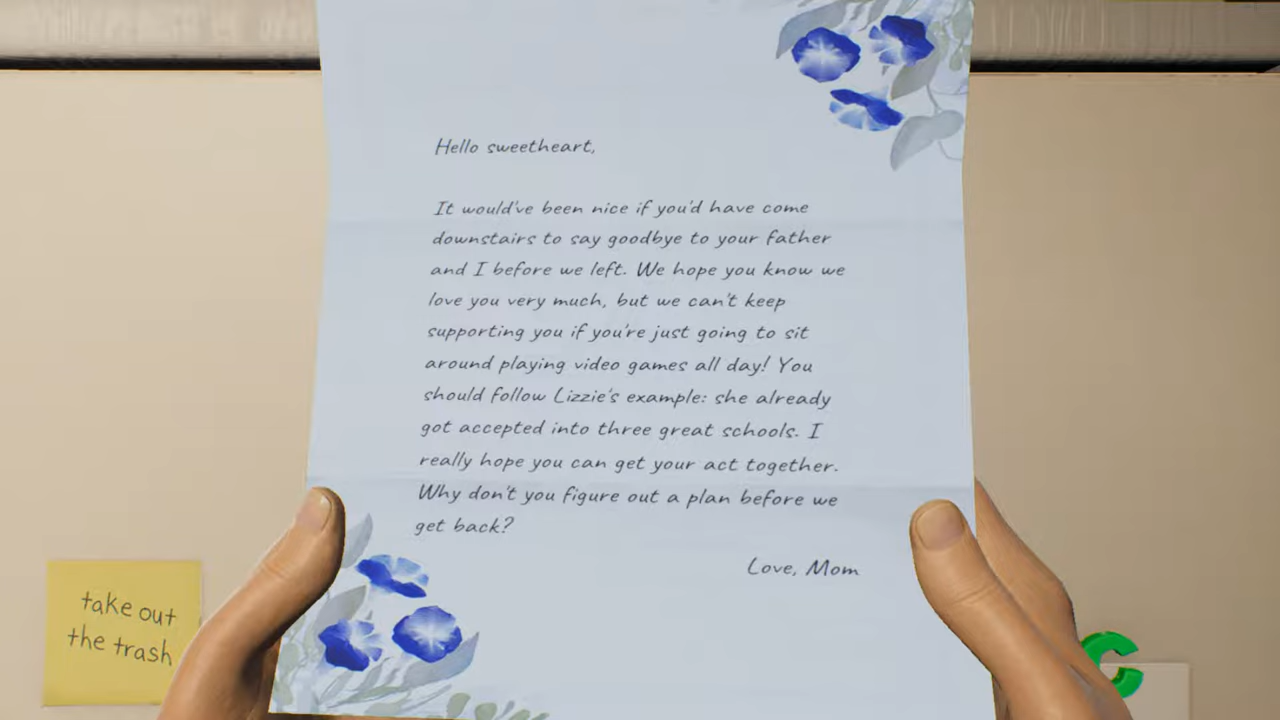 Hello sweetheart,
It would've been nice if you'd have come
downstairs to say goodbye to your father
and I before we left. We hope you know we
love you very much, but we can't keep
supporting you if you're just going to sit
around playing video games all day! You
should follow Lizzie's example: she already
got accepted into three great schools. I
really hope you can get your act together.
Why don't you figure out a plan before we
get back?
Love, Mom
take out
the trash
C